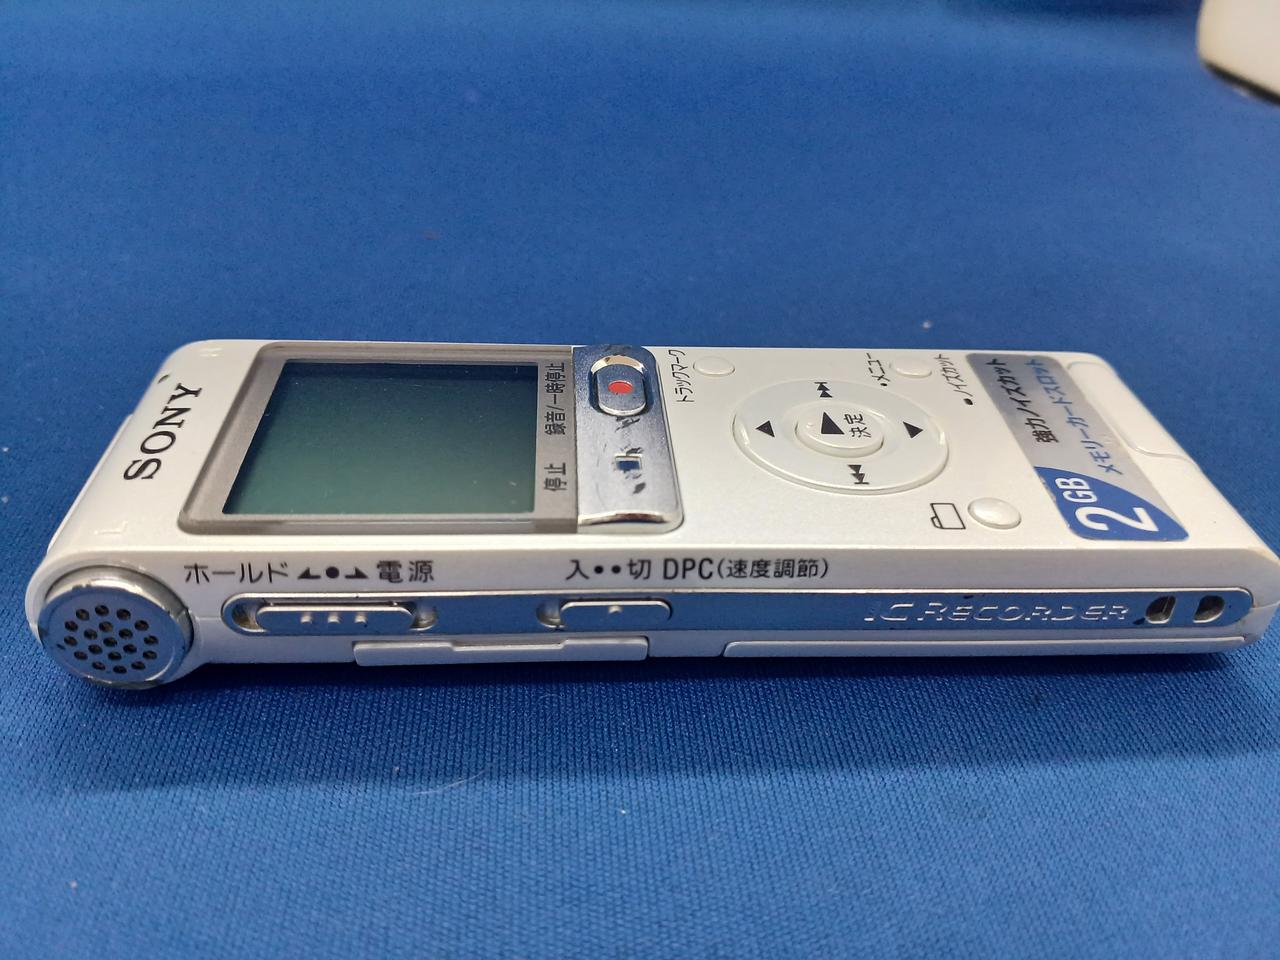 SONY
停止 録音/一時停止
トラックマーク
決定
•メニュー
•ノイズカット
強力ノイズカット
メモリーカードスロット
2GB
ホールド 電源
入••切 DPC(速度調節)
IC RECORDER